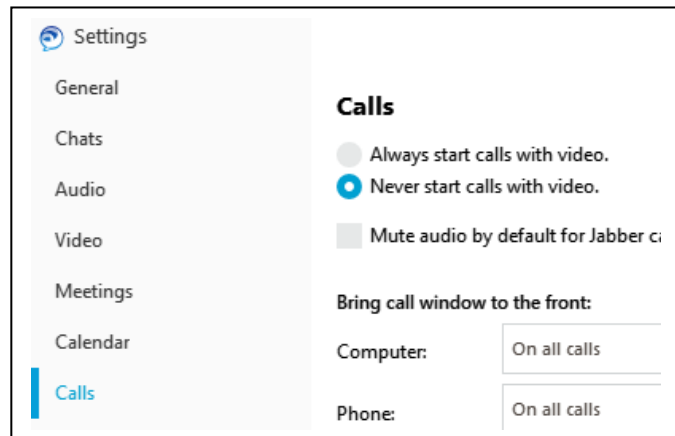 Settings
General
Chats
Audio
Video
Meetings
Calendar
Calls
Calls
Always start calls with video.
Never start calls with video.
Mute audio by default for Jabber
Bring call window to the front:
Computer: On all calls
Phone: On all calls